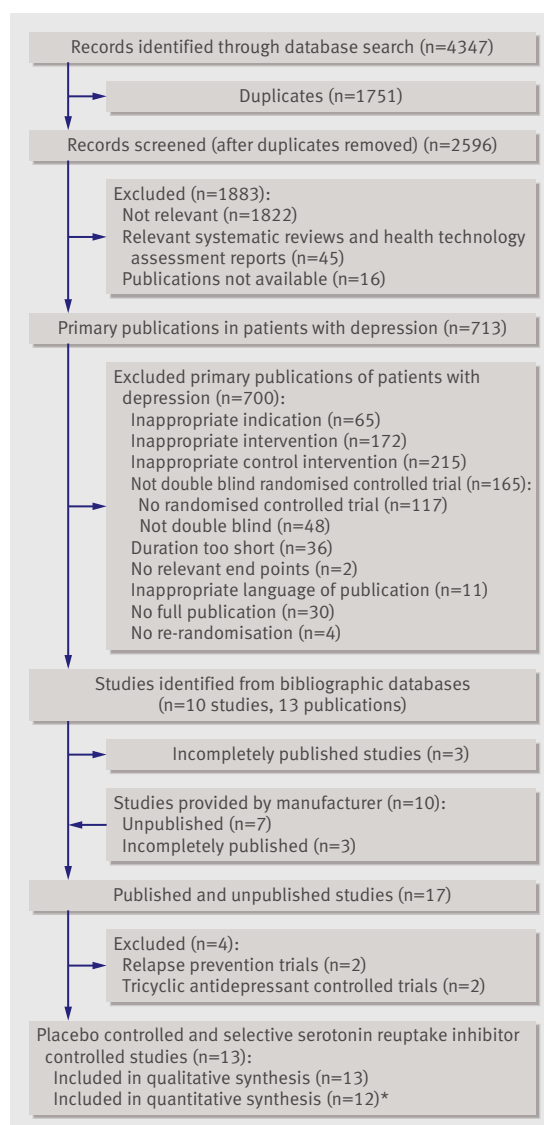 Records identified through database search (n=4347)
Duplicates (n=1751)
Records screened (after duplicates removed) (n=2596)
Excluded (n=1883):
Not relevant (n=1822)
Relevant systematic reviews and health technology
assessment reports (n=45)
Publications not available (n=16)
Primary publications in patients with depression (n=713)
Excluded primary publications of patients with
depression (n=700):
Inappropriate indication (n=65)
Inappropriate intervention (n=172)
Inappropriate control intervention (n=215)
Not double blind randomised controlled trial (n=165):
No randomised controlled trial (n=117)
Not double blind (n=48)
Duration too short (n=36)
No relevant end points (n=2)
Inappropriate language of publication (n=11)
No full publication (n=30)
No re-randomisation (n=4)
Studies identified from bibliographic databases
(n=10 studies, 13 publications)
Incompletely published studies (n=3)
Studies provided by manufacturer (n=10):
Unpublished (n=7)
Incompletely published (n=3)
Published and unpublished studies (n=17)
Excluded (n=4):
Relapse prevention trials (n=2)
Tricyclic antidepressant controlled trials (n=2)
Placebo controlled and selective serotonin reuptake inhibitor
controlled studies (n=13):
Included in qualitative synthesis (n=13)
Included in quantitative synthesis (n=12)*